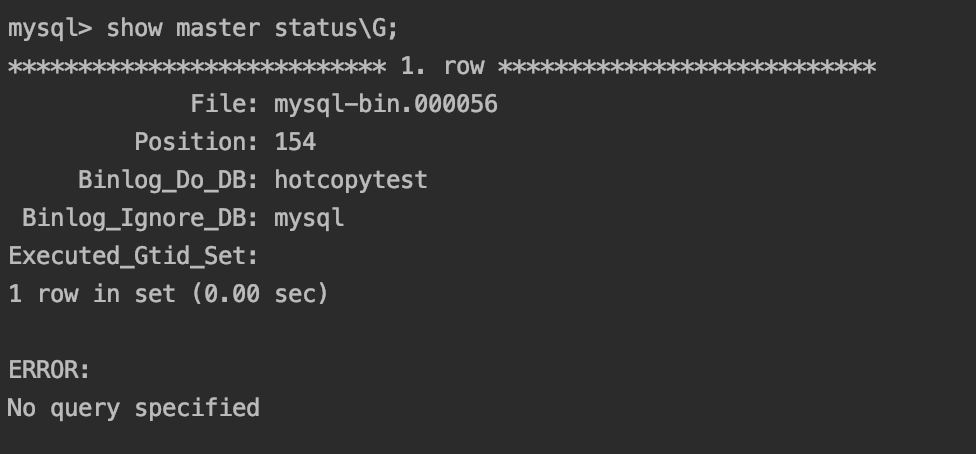 mysql> show master status\G;
*************************** 1. row ***************************
File: mysql-bin.000056
Position: 154
Binlog_Do_DB: hotcopytest
Binlog_Ignore_DB: mysql
Executed_Gtid_Set:
1 row in set (0.00 sec)
ERROR:
No query specified